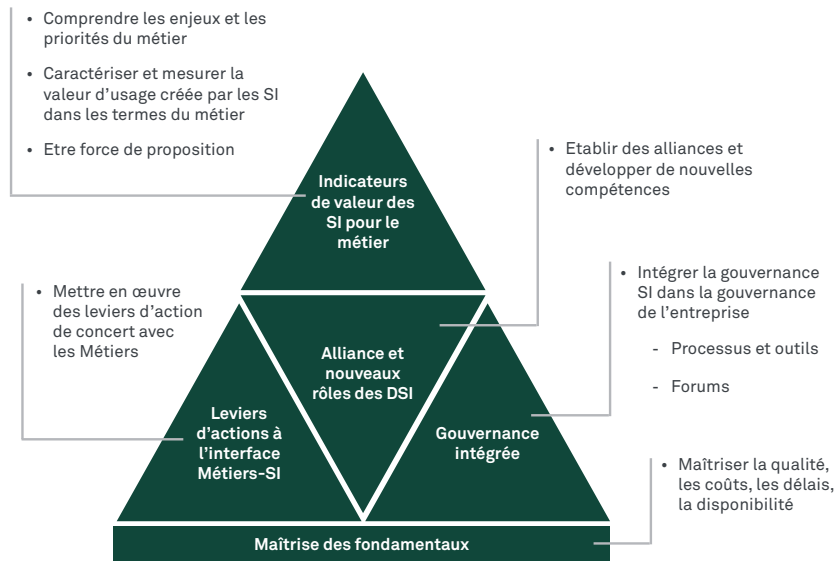 • Comprendre les enjeux et les
priorités du métier
• Caractériser et mesurer la
valeur d'usage créée par les SI
dans les termes du métier
• Etre force de proposition
Indicateurs
de valeur des
SI pour le
métier
• Etablir des alliances et
développer de nouvelles
compétences
• Mettre en œuvre
des leviers d'action
de concert avec
les Métiers
Alliance et
nouveaux
rôles des DSI
• Intégrer la gouvernance
SI dans la gouvernance
de l'entreprise
- Processus et outils
- Forums
Leviers
d'actions à
l'interface
Métiers-SI
Gouvernance
intégrée
• Maîtriser la qualité,
les coûts, les délais,
la disponibilité
Maîtrise des fondamentaux